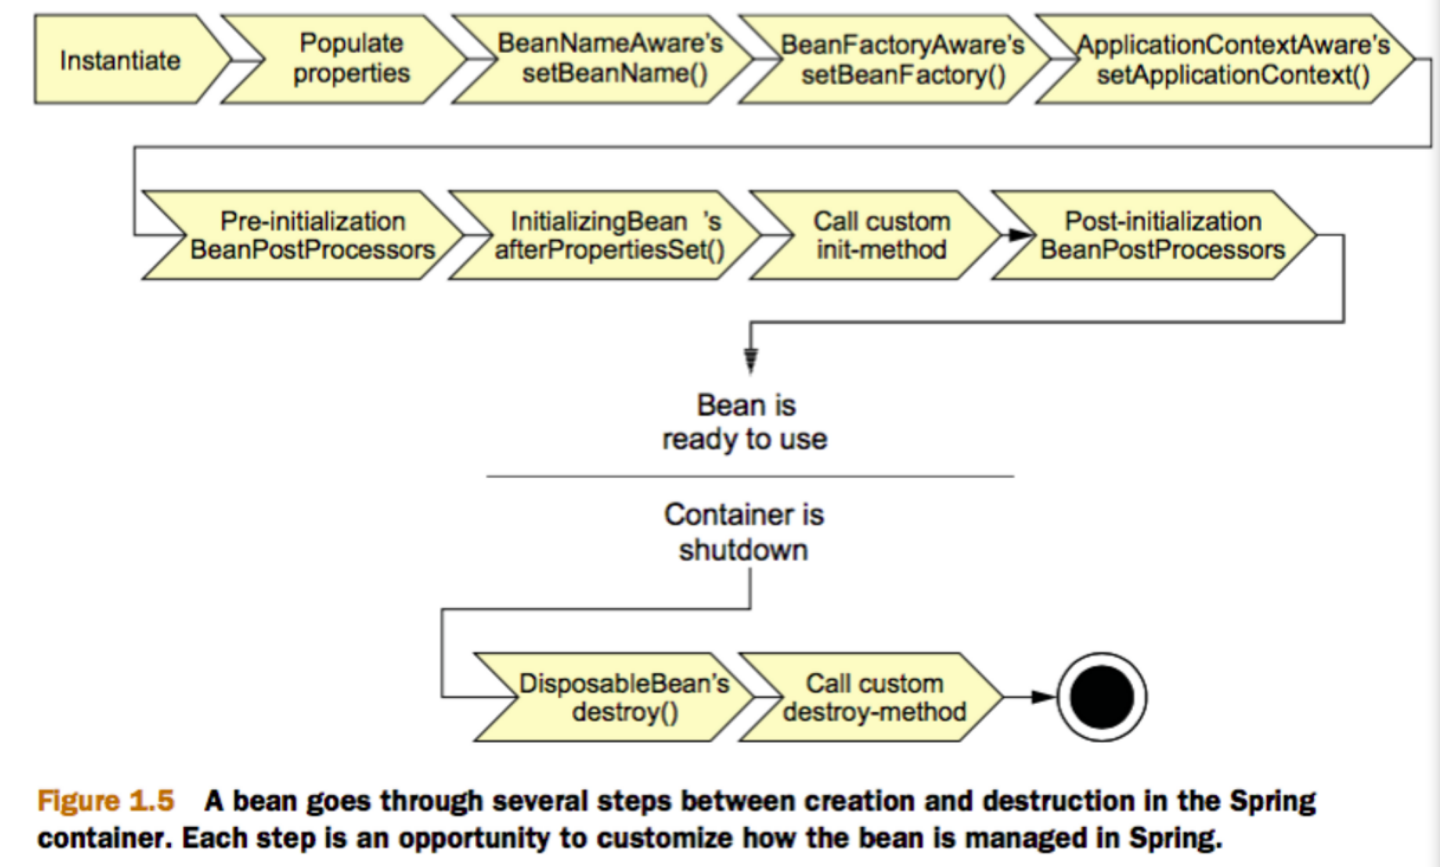 Instantiate
Populate
properties
BeanNameAware's
setBeanName()
BeanFactoryAware's
setBeanFactory()
ApplicationContextAware's
setApplicationContext()
Pre-initialization
BeanPostProcessors
InitializingBean 's
afterPropertiesSet()
Call custom
init-method
Post-initialization
BeanPostProcessors
Bean is
ready to use
Container is
shutdown
DisposableBean's
destroy()
Call custom
destroy-method
Figure 1.5 A bean goes through several steps between creation and destruction in the Spring
container. Each step is an opportunity to customize how the bean is managed in Spring.